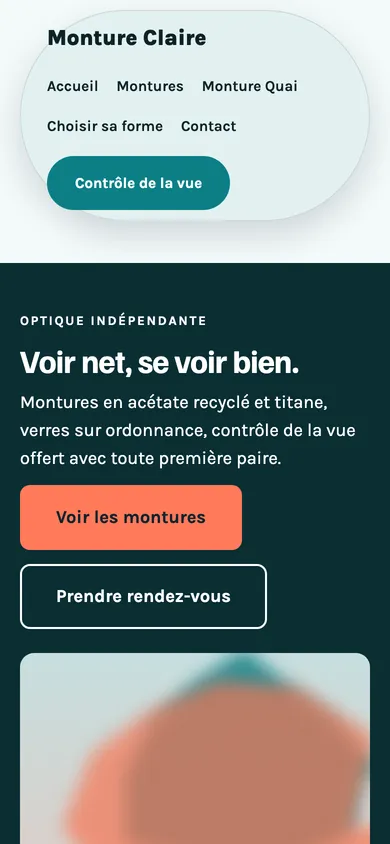 Monture Claire
Accueil Montures Monture Quai
Choisir sa forme Contact
Contrôle de la vue
OPTIQUE INDÉPENDANTE
Voir net, se voir bien.
Montures en acétate recyclé et titane,
verres sur ordonnance, contrôle de la vue
offert avec toute première paire.
Voir les montures
Prendre rendez-vous